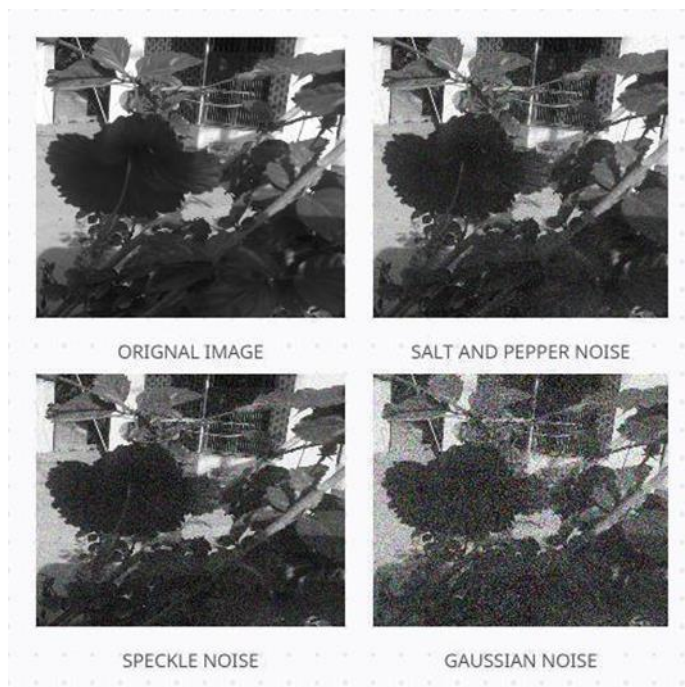 ORIGNAL IMAGE
SALT AND PEPPER NOISE
SPECKLE NOISE
GAUSSIAN NOISE